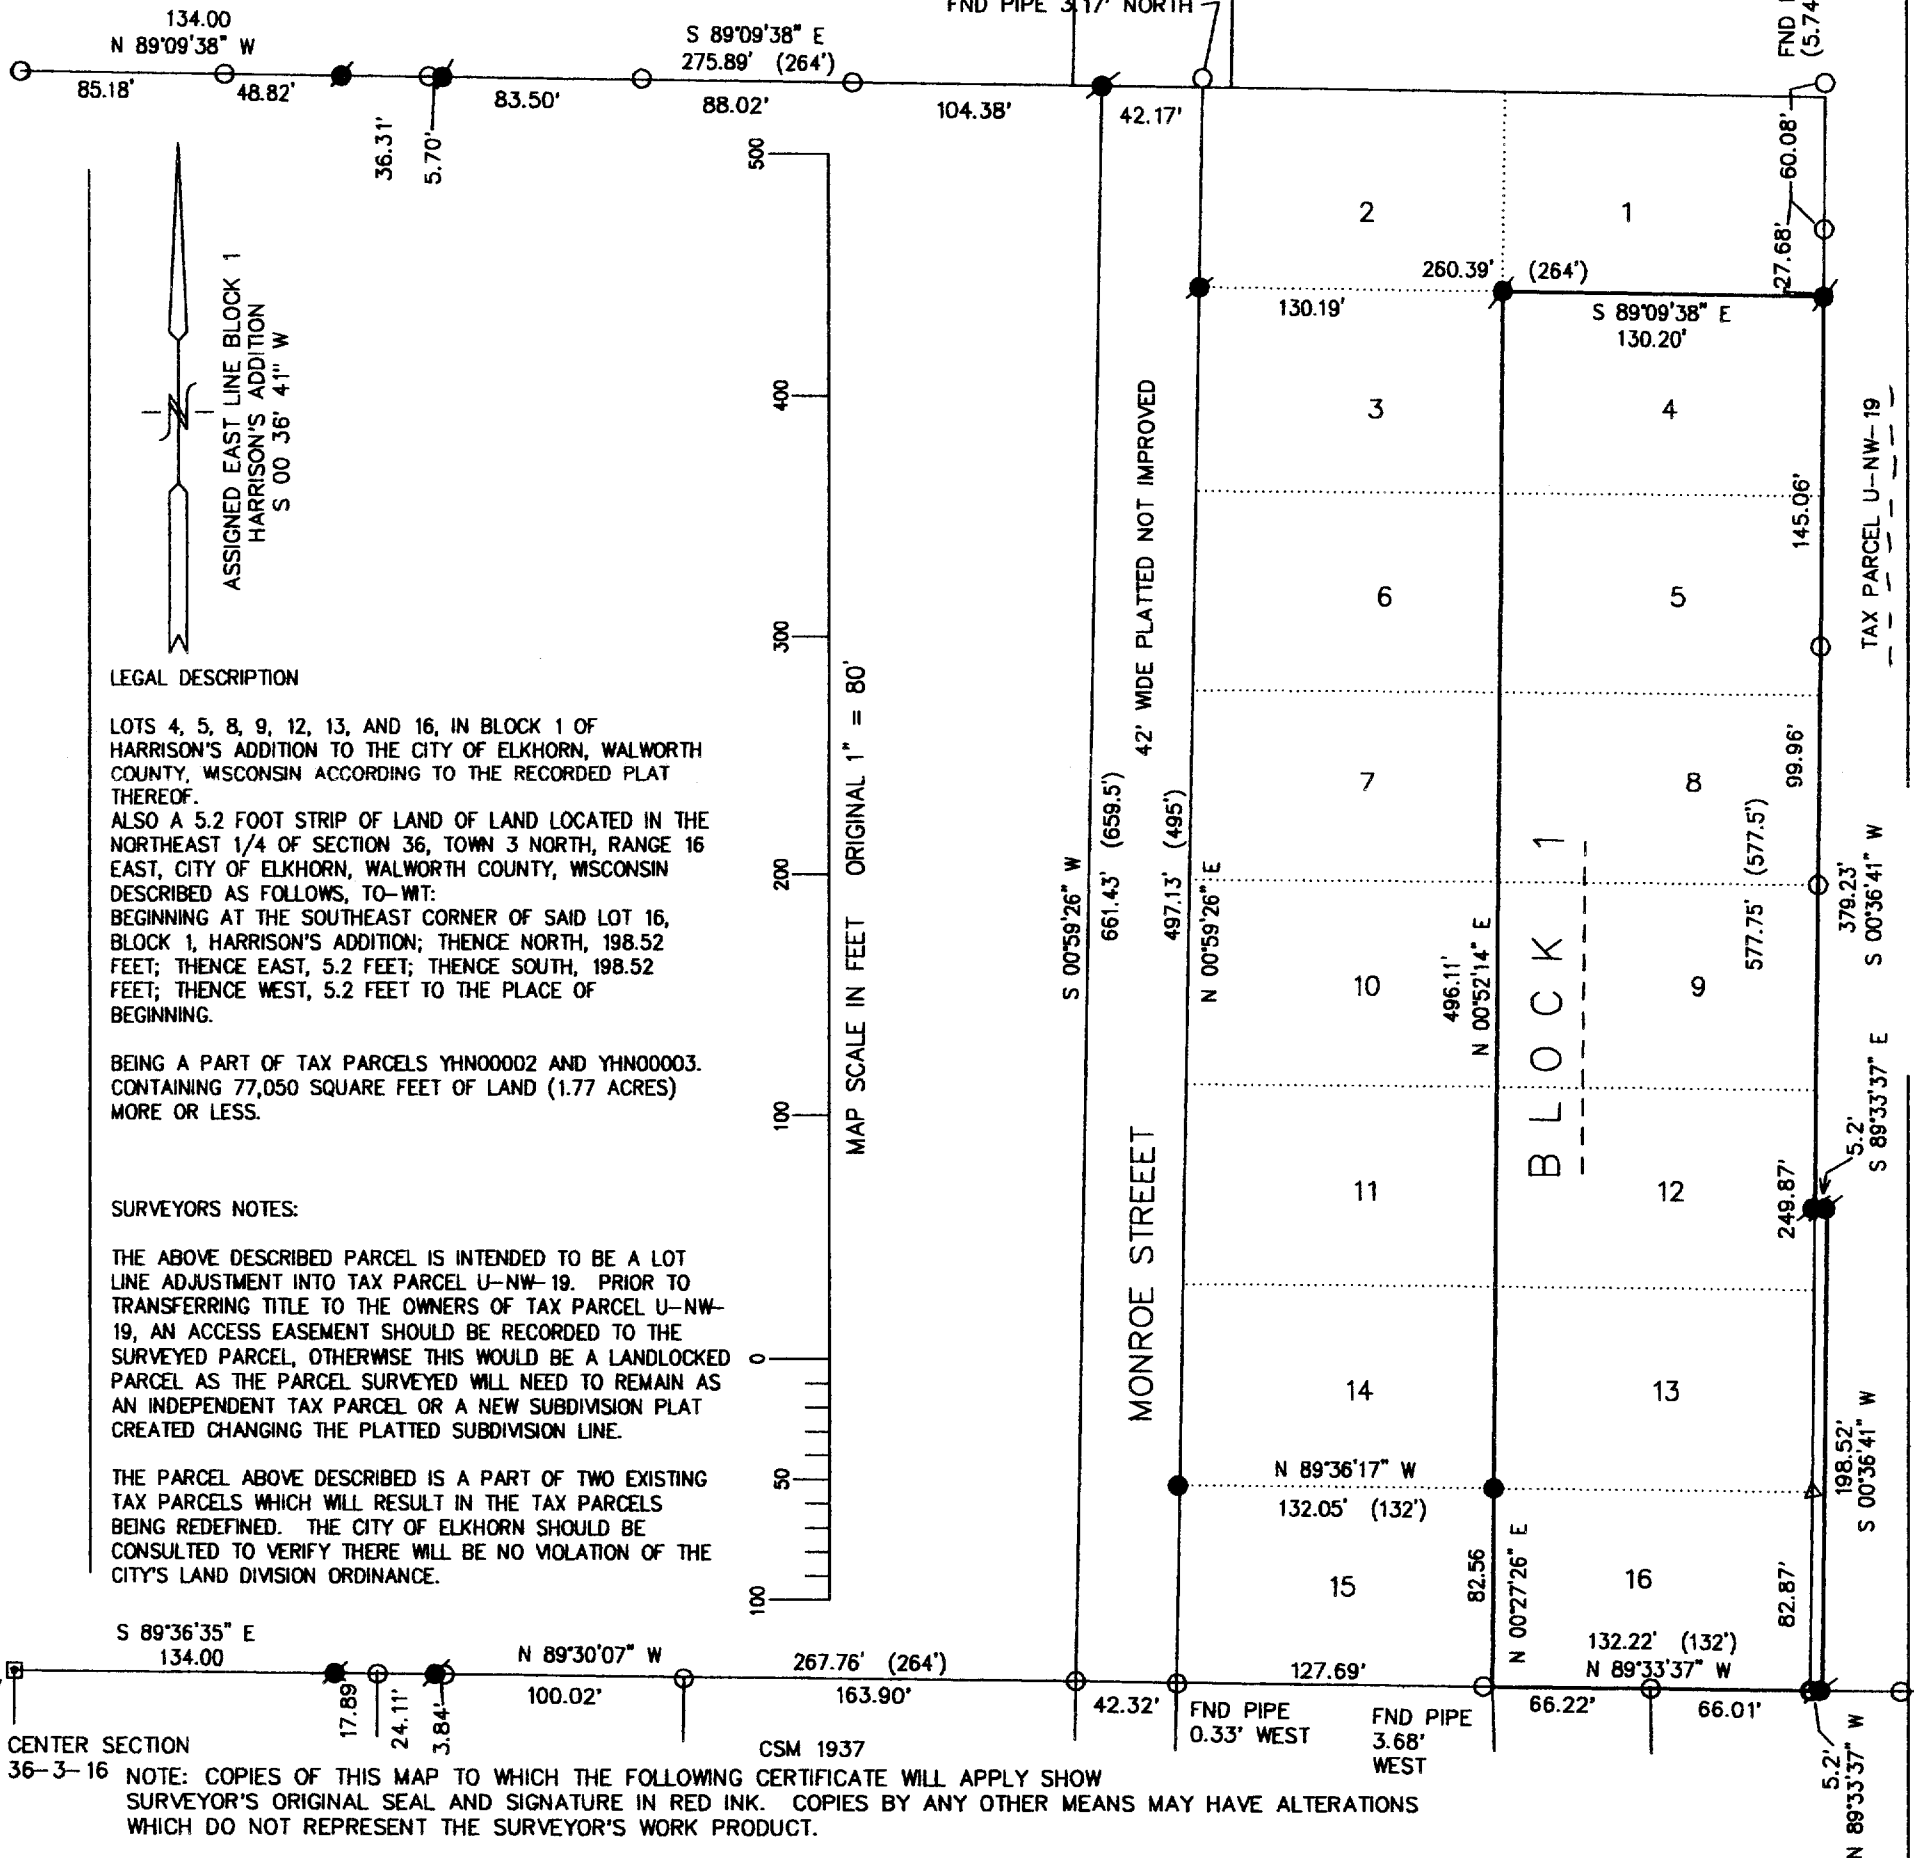 134.00
N 89°09'38" W
85.18'
48.82'
36.31'
5.70'
83.50'
S 89°09'38" E
275.89' (264')
88.02'
104.38'
42.17'
FND PIPE 3.17' NORTH
(5.74
60.08'
27.68'
ASSIGNED EAST LINE BLOCK 1
HARRISON'S ADDITION
S 00 36' 41" W
N
500
400
300
200
100
0
50
100
MAP SCALE IN FEET ORIGINAL 1" = 80'
LEGAL DESCRIPTION
LOTS 4, 5, 8, 9, 12, 13, AND 16, IN BLOCK 1 OF
HARRISON'S ADDITION TO THE CITY OF ELKHORN, WALWORTH
COUNTY, WISCONSIN ACCORDING TO THE RECORDED PLAT
THEREOF.
ALSO A 5.2 FOOT STRIP OF LAND OF LAND LOCATED IN THE
NORTHEAST 1/4 OF SECTION 36, TOWN 3 NORTH, RANGE 16
EAST, CITY OF ELKHORN, WALWORTH COUNTY, WISCONSIN
DESCRIBED AS FOLLOWS, TO-WIT:
BEGINNING AT THE SOUTHEAST CORNER OF SAID LOT 16,
BLOCK 1, HARRISON'S ADDITION; THENCE NORTH, 198.52
FEET; THENCE EAST, 5.2 FEET; THENCE SOUTH, 198.52
FEET; THENCE WEST, 5.2 FEET TO THE PLACE OF
BEGINNING.
BEING A PART OF TAX PARCELS YHN00002 AND YHN00003.
CONTAINING 77,050 SQUARE FEET OF LAND (1.77 ACRES)
MORE OR LESS.
SURVEYORS NOTES:
THE ABOVE DESCRIBED PARCEL IS INTENDED TO BE A LOT
LINE ADJUSTMENT INTO TAX PARCEL U-NW-19. PRIOR TO
TRANSFERRING TITLE TO THE OWNERS OF TAX PARCEL U-NW-
19, AN ACCESS EASEMENT SHOULD BE RECORDED TO THE
SURVEYED PARCEL, OTHERWISE THIS WOULD BE A LANDLOCKED
PARCEL AS THE PARCEL SURVEYED WILL NEED TO REMAIN AS
AN INDEPENDENT TAX PARCEL OR A NEW SUBDIVISION PLAT
CREATED CHANGING THE PLATTED SUBDIVISION LINE.
THE PARCEL ABOVE DESCRIBED IS A PART OF TWO EXISTING
TAX PARCELS WHICH WILL RESULT IN THE TAX PARCELS
BEING REDEFINED. THE CITY OF ELKHORN SHOULD BE
CONSULTED TO VERIFY THERE WILL BE NO VIOLATION OF THE
CITY'S LAND DIVISION ORDINANCE.
S 00°59'26" W
661.43' (659.5')
42' WIDE PLATTED NOT IMPROVED
MONROE STREET
497.13' (495')
N 00°59'26" E
2
1
260.39' (264')
130.19'
S 89°09'38" E
130.20'
3
4
6
5
7
8
10
9
11
12
14
13
15
16
BLOCK 1
496.11'
N 00°52'14" E
145.06'
TAX PARCEL U-NW-19
99.96'
577.75' (577.5')
379.23'
S 00°36'41" W
5.2'
S 89°33'37" E
249.87'
198.52'
S 00°36'41" W
N 89°36'17" W
132.05' (132')
82.56
N 00°27'26" E
82.87'
132.22' (132')
N 89°33'37" W
S 89°36'35" E
134.00
17.89'
24.11'
3.84'
N 89°30'07" W
100.02'
267.76' (264')
163.90'
42.32'
127.69'
66.22'
66.01'
5.2'
N 89°33'37" W
FND PIPE
0.33' WEST
FND PIPE
3.68'
WEST
CENTER SECTION
36-3-16
CSM 1937
NOTE: COPIES OF THIS MAP TO WHICH THE FOLLOWING CERTIFICATE WILL APPLY SHOW
SURVEYOR'S ORIGINAL SEAL AND SIGNATURE IN RED INK. COPIES BY ANY OTHER MEANS MAY HAVE ALTERATIONS
WHICH DO NOT REPRESENT THE SURVEYOR'S WORK PRODUCT.